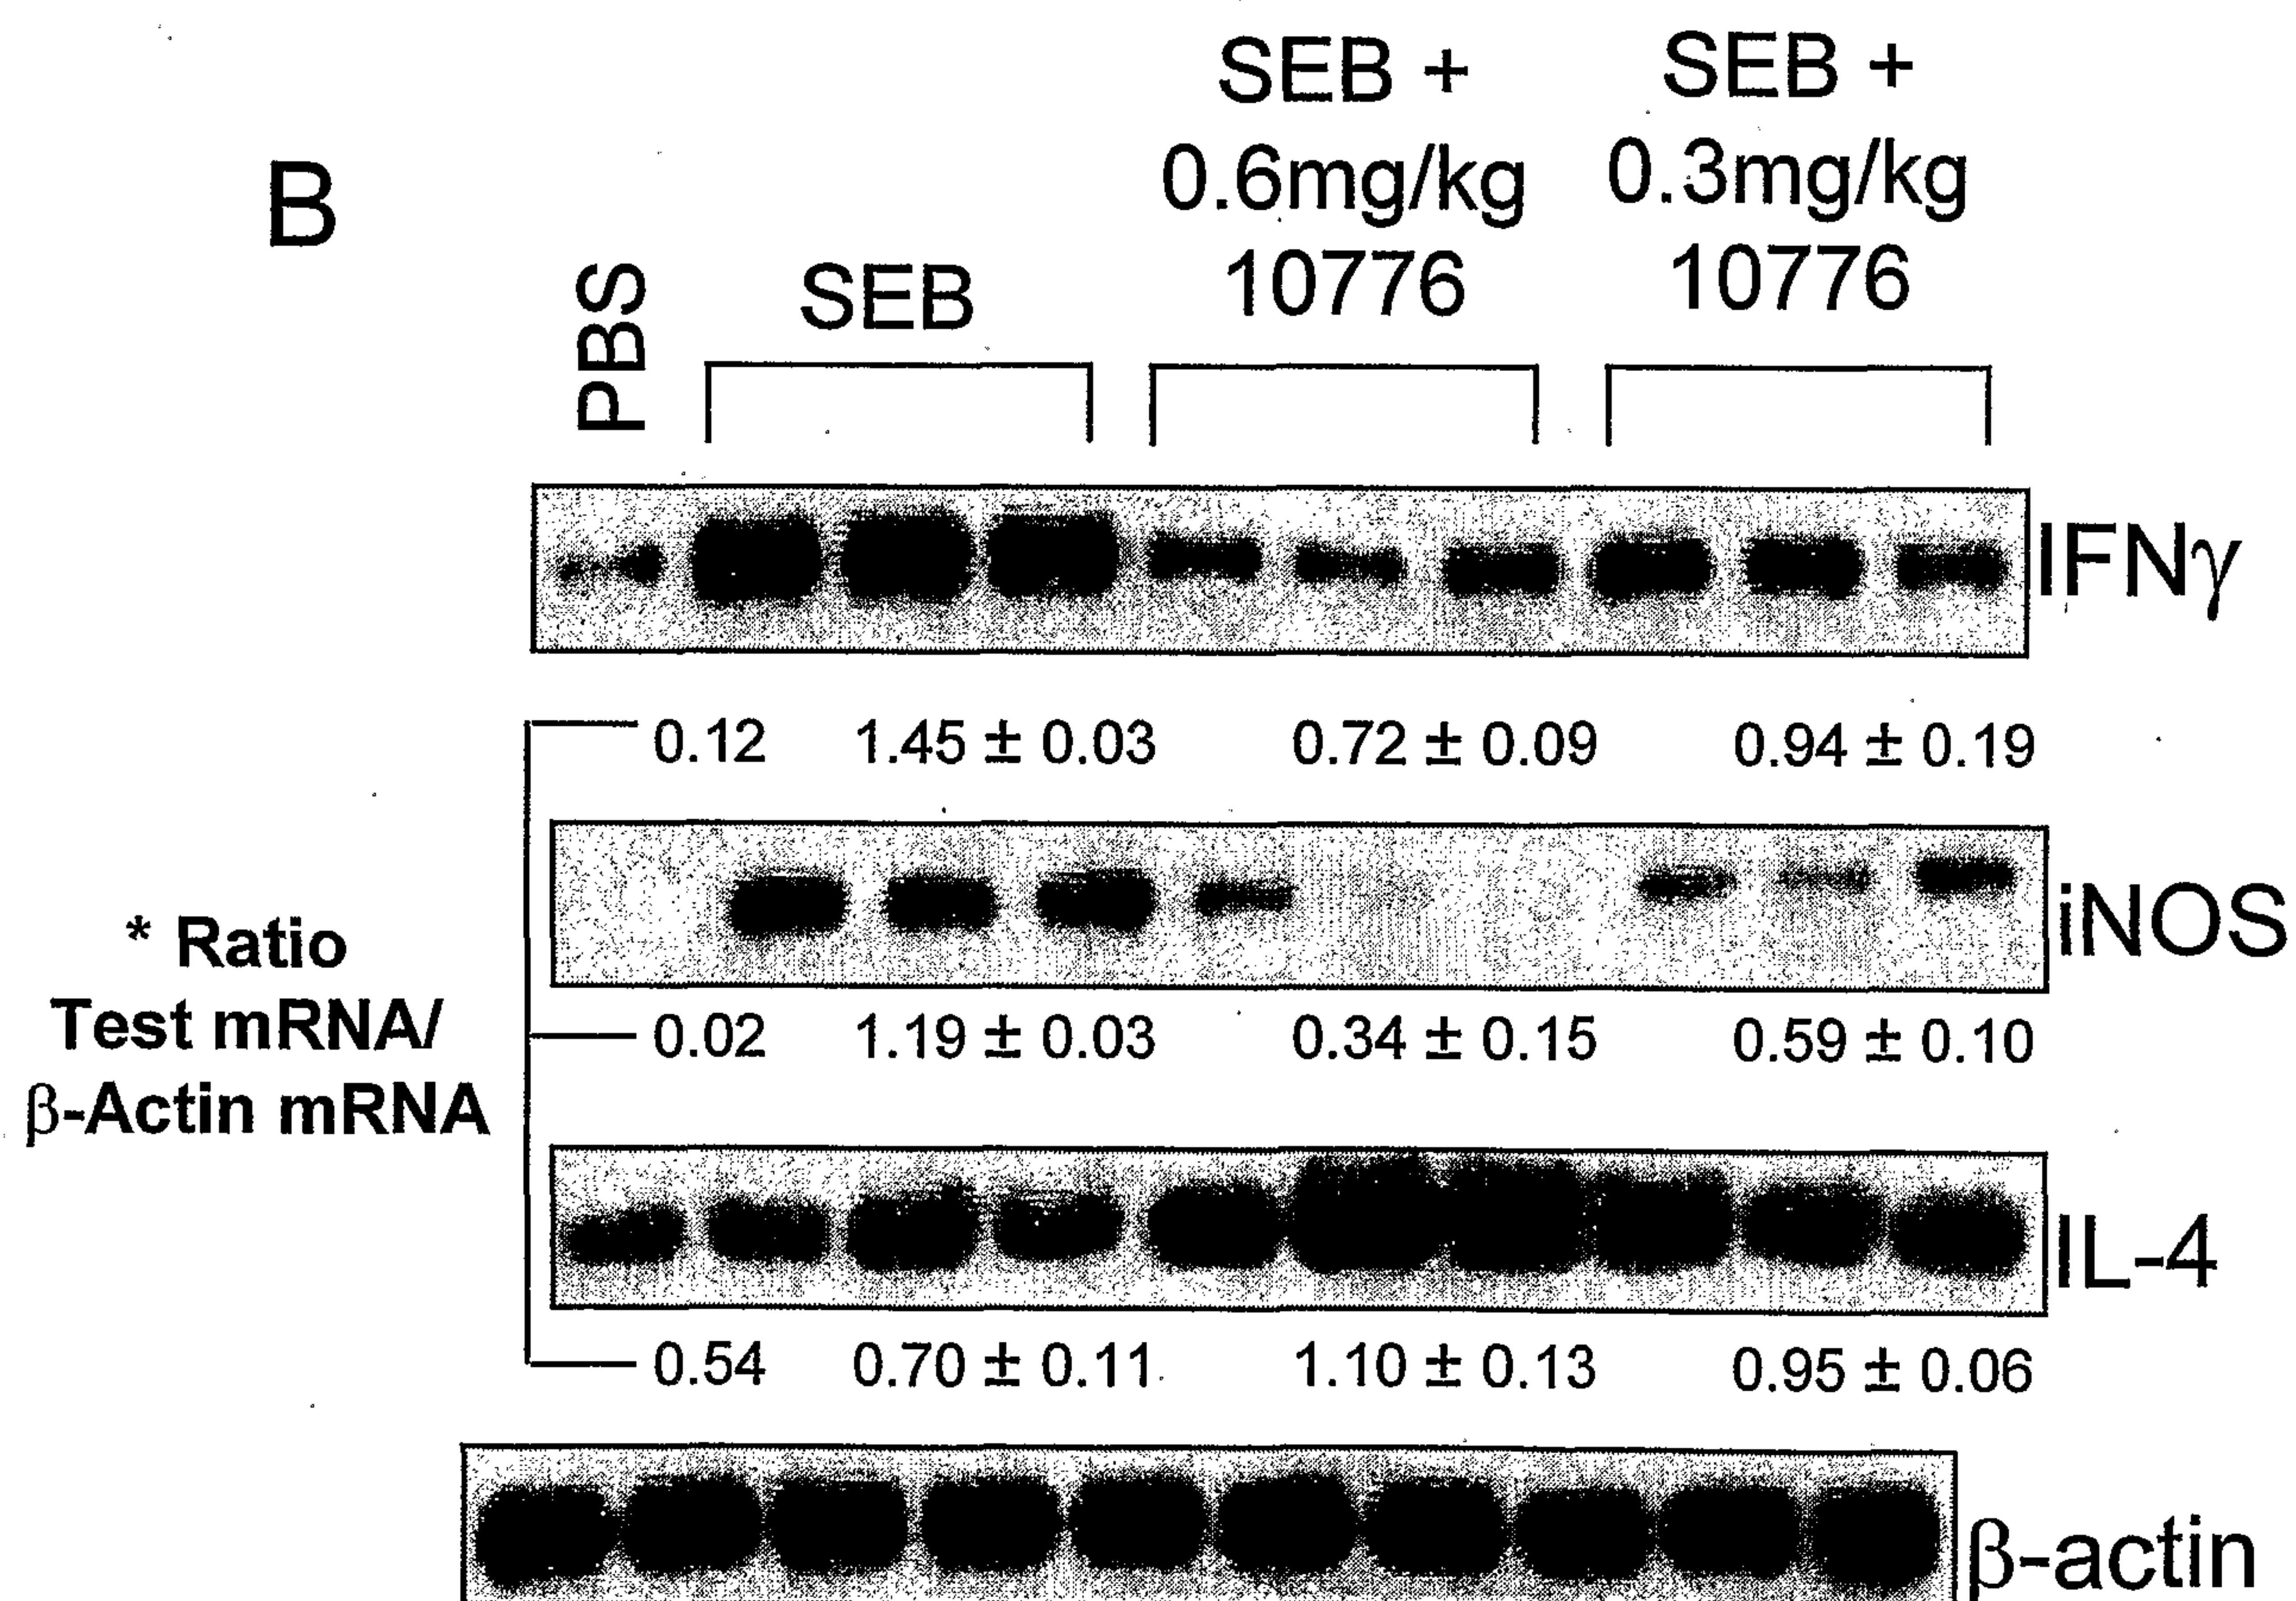 B
PBS
SEB
SEB +
0.6mg/kg
10776
SEB +
0.3mg/kg
10776
IFNγ
0.12 1.45 ± 0.03 0.72 ± 0.09 0.94 ± 0.19
iNOS
* Ratio
Test mRNA/
β-Actin mRNA
0.02 1.19 ± 0.03 0.34 ± 0.15 0.59 ± 0.10
IL-4
0.54 0.70 ± 0.11 1.10 ± 0.13 0.95 ± 0.06
β-actin